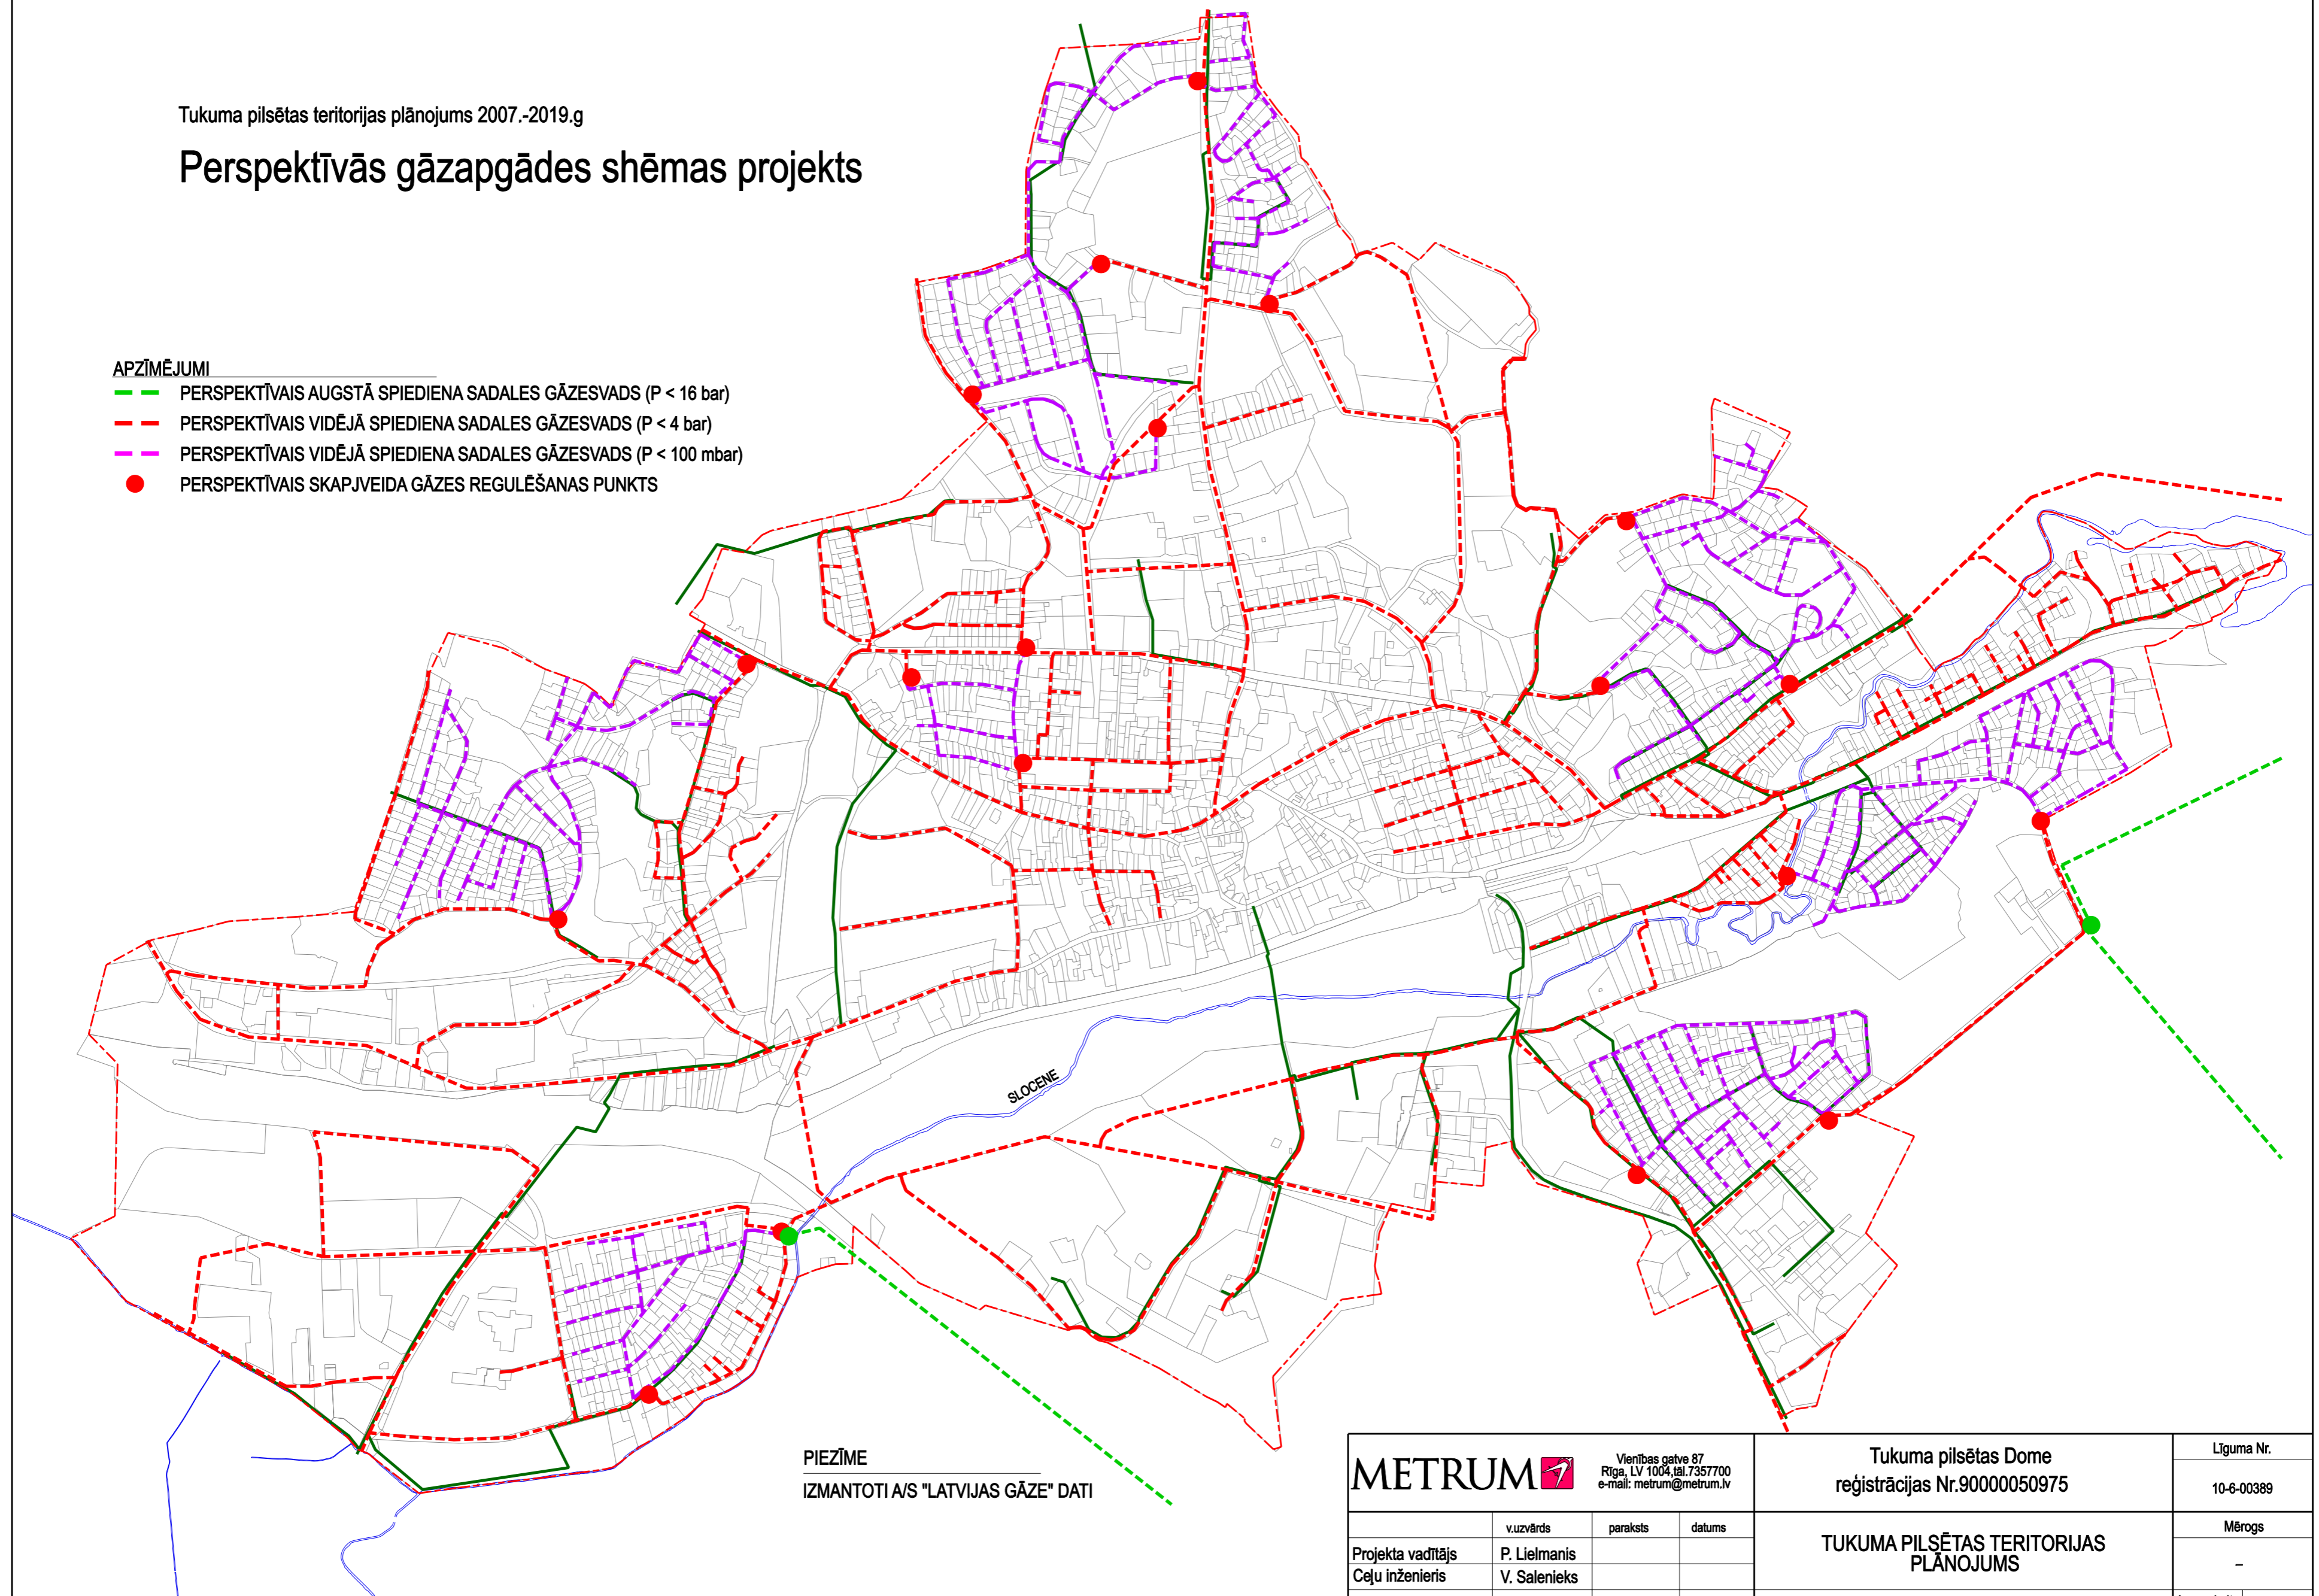 Tukuma pilsētas teritorijas plānojums 2007.-2019.g
Perspektīvās gāzapgādes shēmas projekts
APZĪMĒJUMI
PERSPEKTĪVAIS AUGSTĀ SPIEDIENA SADALES GĀZESVADS (P < 16 bar)
PERSPEKTĪVAIS VIDĒJĀ SPIEDIENA SADALES GĀZESVADS (P < 4 bar)
PERSPEKTĪVAIS VIDĒJĀ SPIEDIENA SADALES GĀZESVADS (P < 100 mbar)
PERSPEKTĪVAIS SKAPJVEIDA GĀZES REGULĒŠANAS PUNKTS
SLOCENE
PIEZĪME
IZMANTOTI A/S "LATVIJAS GĀZE" DATI
METRUM
Vienības gatve 87
Rīga, LV 1004,tāl.7357700
e-mail: metrum@metrum.lv
Tukuma pilsētas Dome
reģistrācijas Nr.90000050975
Līguma Nr.
10-6-00389
v.uzvārds paraksts datums
Projekta vadītājs P. Lielmanis
Ceļu inženieris V. Salenieks
TUKUMA PILSĒTAS TERITORIJAS
PLĀNOJUMS
Mērogs
–